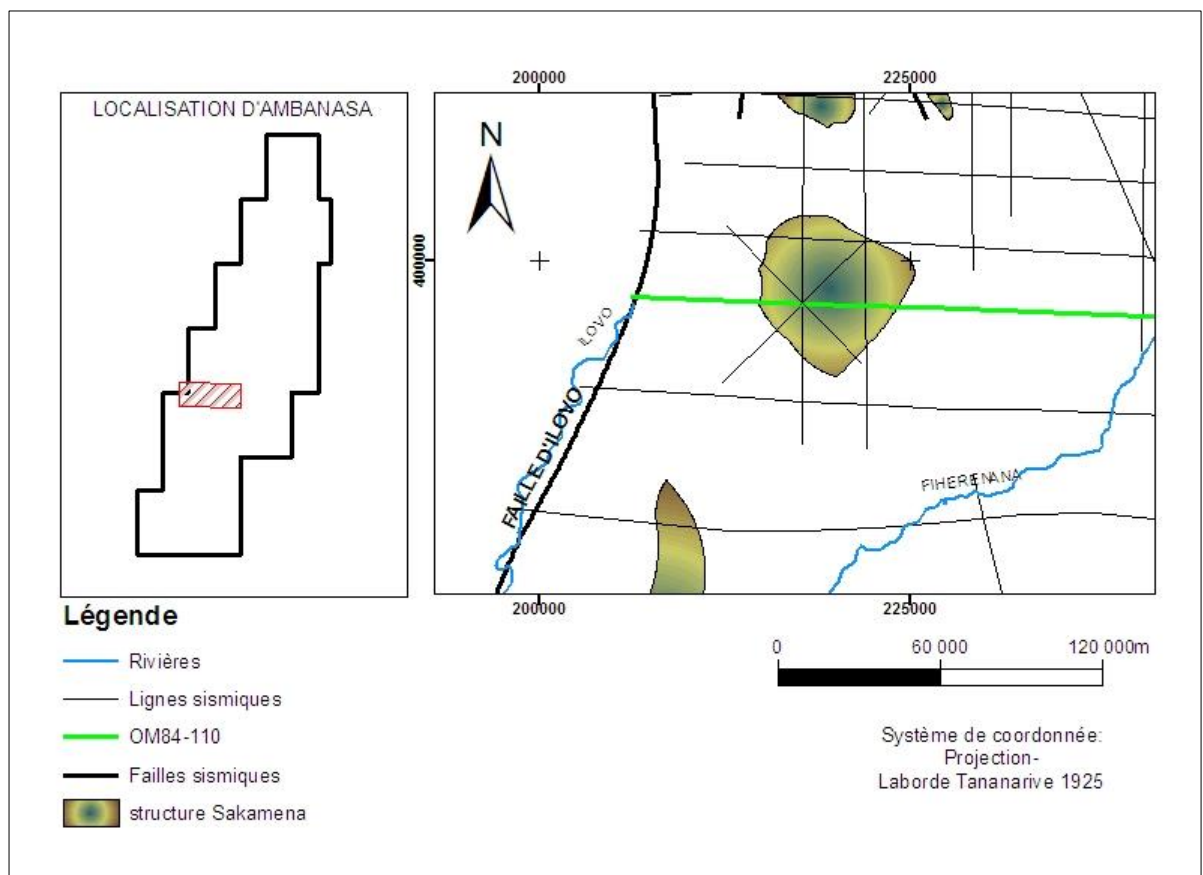 LOCALISATION D'AMBANASA
200000
225000
N
400000
ILOVO
FAILLE D'ILOVO
FIHERENANA
200000
225000
Légende
Rivières
Lignes sismiques
OM84-110
Failles sismiques
structure Sakamena
0
60 000
120 000m
Système de coordonnée:
Projection-
Laborde Tananarive 1925